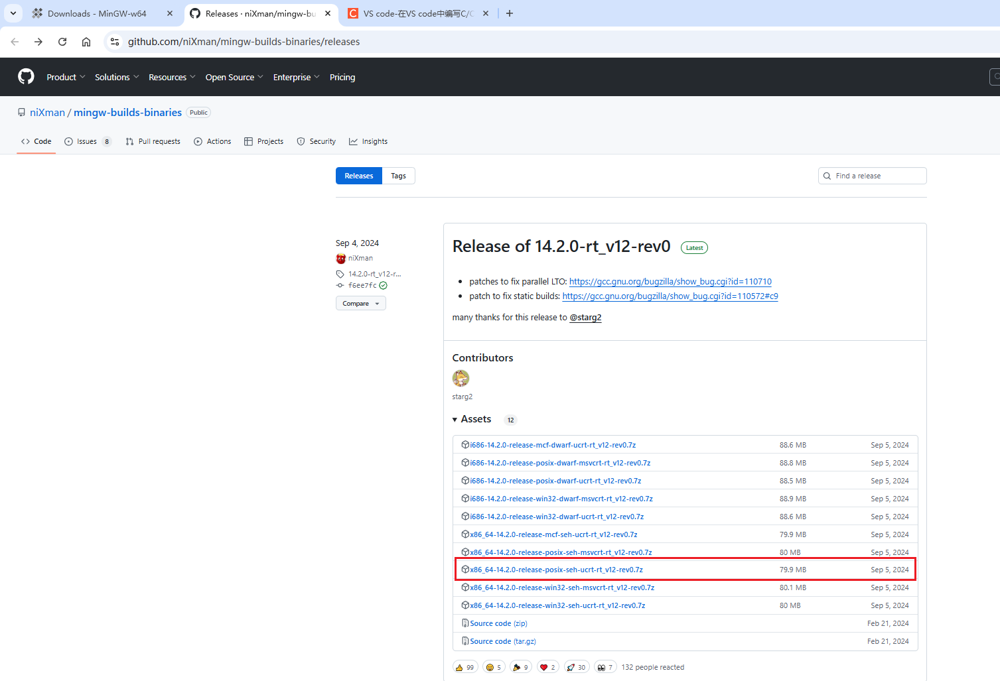 Downloads - MinGW-w64
Releases · niXman/mingw-bu
VS code-在VS code中编写C/C
github.com/niXman/mingw-builds-binaries/releases
Product Solutions Resources Open Source Enterprise Pricing
niXman / mingw-builds-binaries Public
Code Issues 8 Pull requests Actions Projects Security Insights
Releases Tags Find a release
Sep 4, 2024
niXman
14.2.0-rt_v12-r...
f6ee7fc
Compare
Release of 14.2.0-rt_v12-rev0 Latest
patches to fix parallel LTO: https://gcc.gnu.org/bugzilla/show_bug.cgi?id=110710
patch to fix static builds: https://gcc.gnu.org/bugzilla/show_bug.cgi?id=110572#c9
many thanks for this release to @starg2
Contributors
starg2
Assets 12
i686-14.2.0-release-mcf-dwarf-ucrt-rt_v12-rev0.7z 88.6 MB Sep 5, 2024
i686-14.2.0-release-posix-dwarf-msvcrt-rt_v12-rev0.7z 88.8 MB Sep 5, 2024
i686-14.2.0-release-posix-dwarf-ucrt-rt_v12-rev0.7z 88.5 MB Sep 5, 2024
i686-14.2.0-release-win32-dwarf-msvcrt-rt_v12-rev0.7z 88.9 MB Sep 5, 2024
i686-14.2.0-release-win32-dwarf-ucrt-rt_v12-rev0.7z 88.6 MB Sep 5, 2024
x86_64-14.2.0-release-mcf-seh-ucrt-rt_v12-rev0.7z 79.9 MB Sep 5, 2024
x86_64-14.2.0-release-posix-seh-msvcrt-rt_v12-rev0.7z 80 MB Sep 5, 2024
x86_64-14.2.0-release-posix-seh-ucrt-rt_v12-rev0.7z 79.9 MB Sep 5, 2024
x86_64-14.2.0-release-win32-seh-msvcrt-rt_v12-rev0.7z 80.1 MB Sep 5, 2024
x86_64-14.2.0-release-win32-seh-ucrt-rt_v12-rev0.7z 80 MB Sep 5, 2024
Source code (zip) Feb 21, 2024
Source code (tar.gz) Feb 21, 2024
99 5 9 2 30 7 132 people reacted